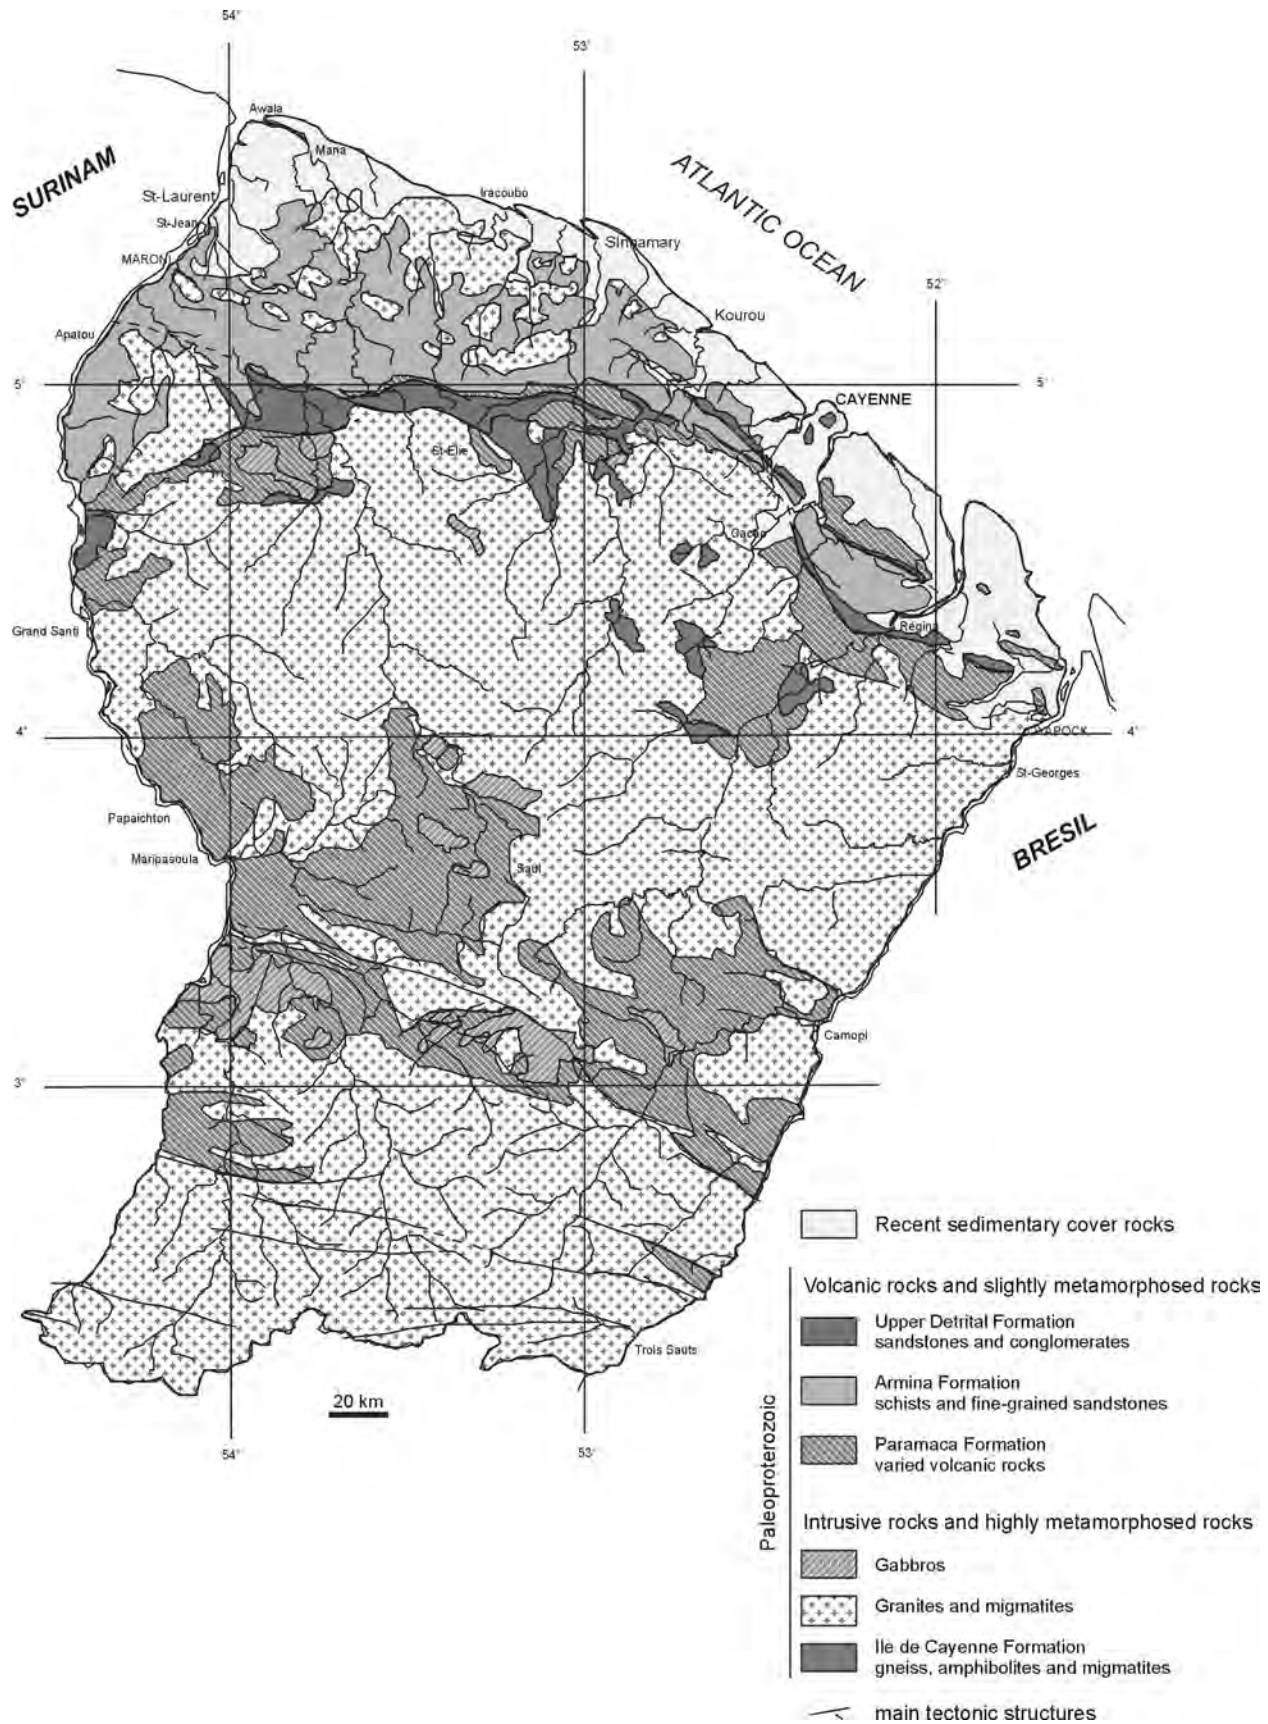 54°
53°
Awala
Mana
SURINAM
ATLANTIC OCEAN
St-Laurent
Iracoubo
St-Jean
Sinnamary
MARONI
52°
Kourou
Apatou
5°
5°
CAYENNE
St-Elie
Cacao
Grand Santi
Régina
4°
4°
St-Georges
Papaichton
BRESIL
Maripasoula
Saül
Camopi
3°
Recent sedimentary cover rocks
Volcanic rocks and slightly metamorphosed rocks
Upper Detrital Formation
sandstones and conglomerates
Trois Sauts
Armina Formation
schists and fine-grained sandstones
20 km
Paramaca Formation
varied volcanic rocks
54°
53°
Paleoproterozoic
Intrusive rocks and highly metamorphosed rocks
Gabbros
Granites and migmatites
Ile de Cayenne Formation
gneiss, amphibolites and migmatites
main tectonic structures